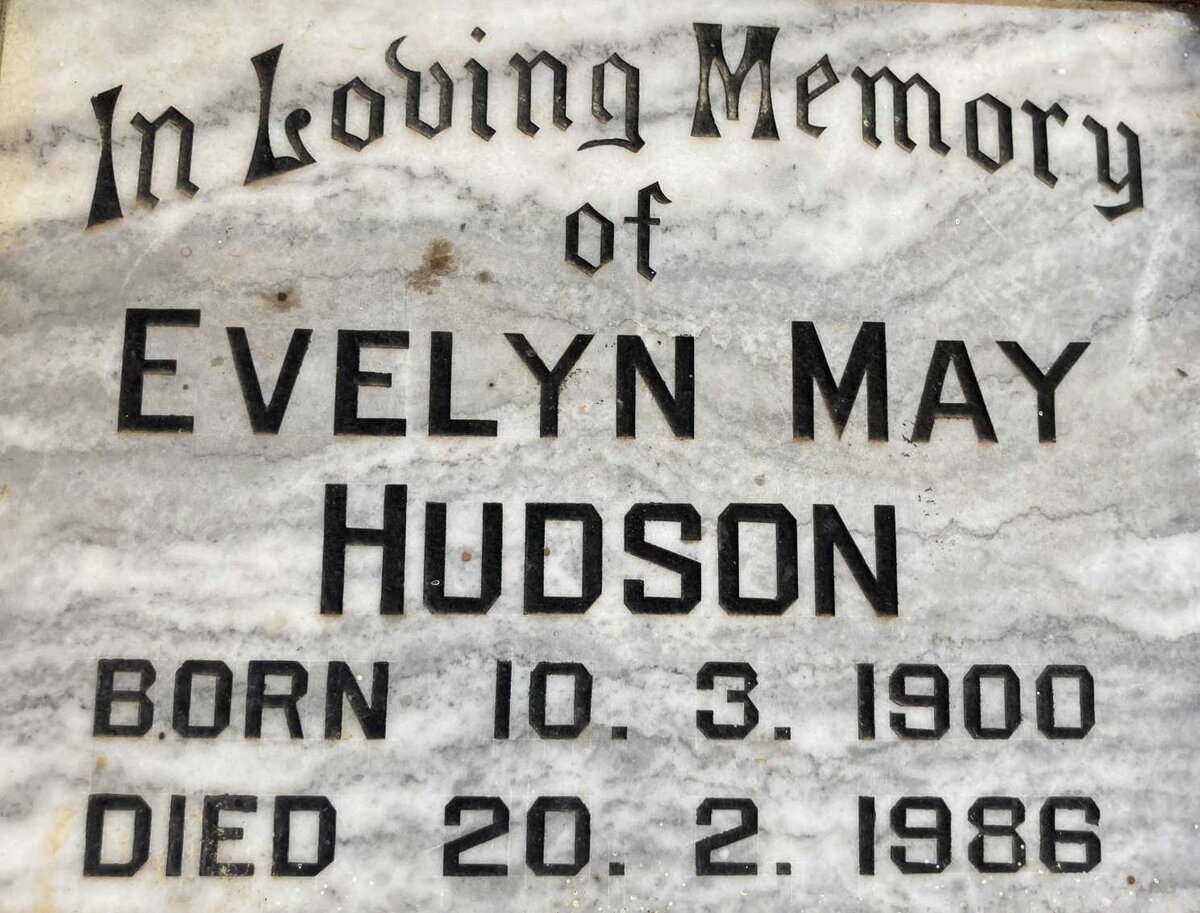 In Loving Memory
of
EVELYN MAY
HUDSON
BORN 10. 3. 1900
DIED 20. 2. 1986